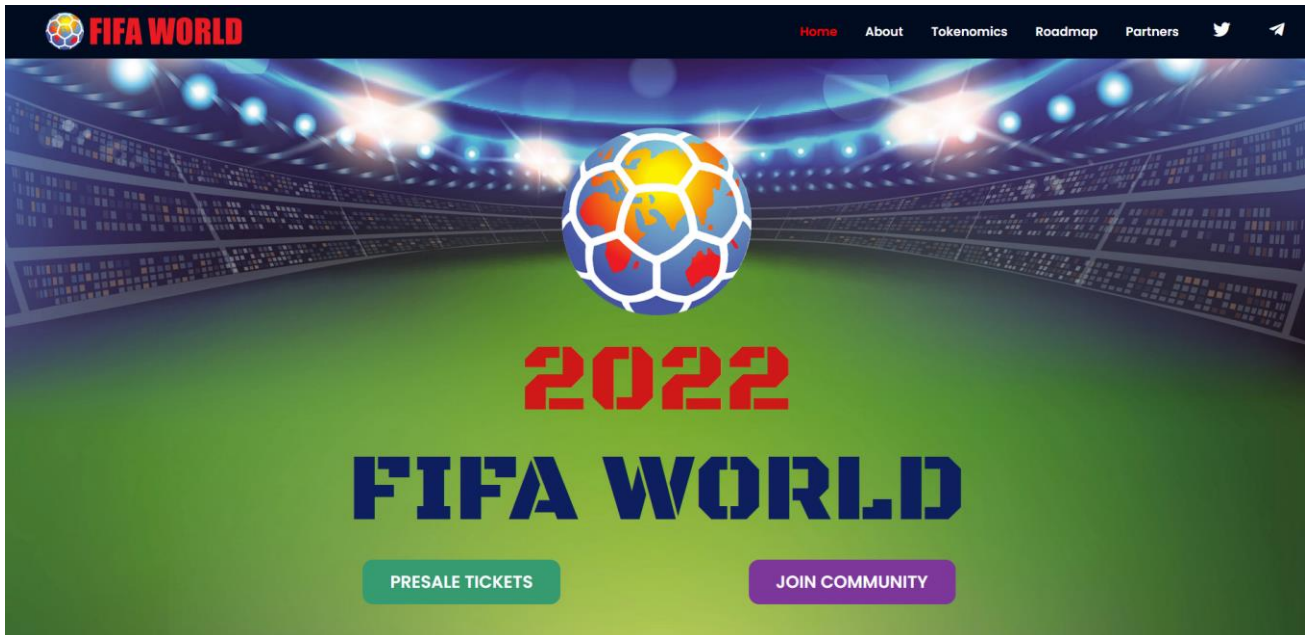 FIFA WORLD
Home About Tokenomics Roadmap Partners
2022
FIFA WORLD
PRESALE TICKETS
JOIN COMMUNITY